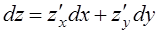 dz = z′ₓdx + z′ᵧdy